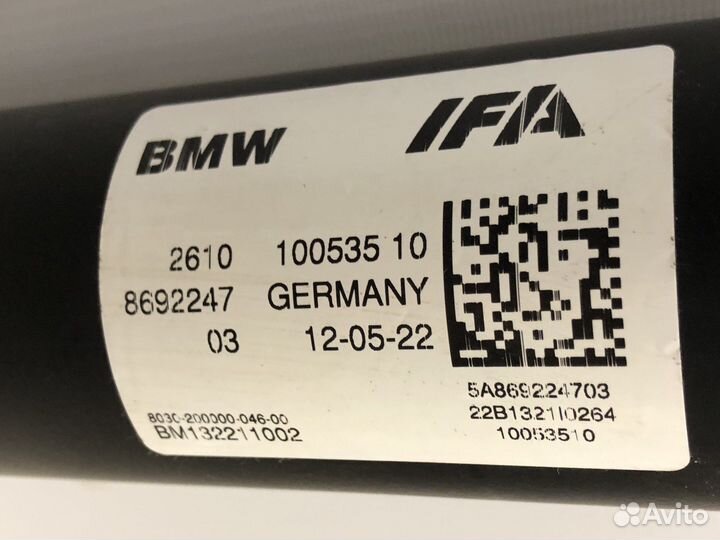 BMW IFA
2610 100535 10
8692247 GERMANY
03 12-05-22
8030-200000-046-00
BM132211002
5A869224703
22B13211I0264
10053510
Avito